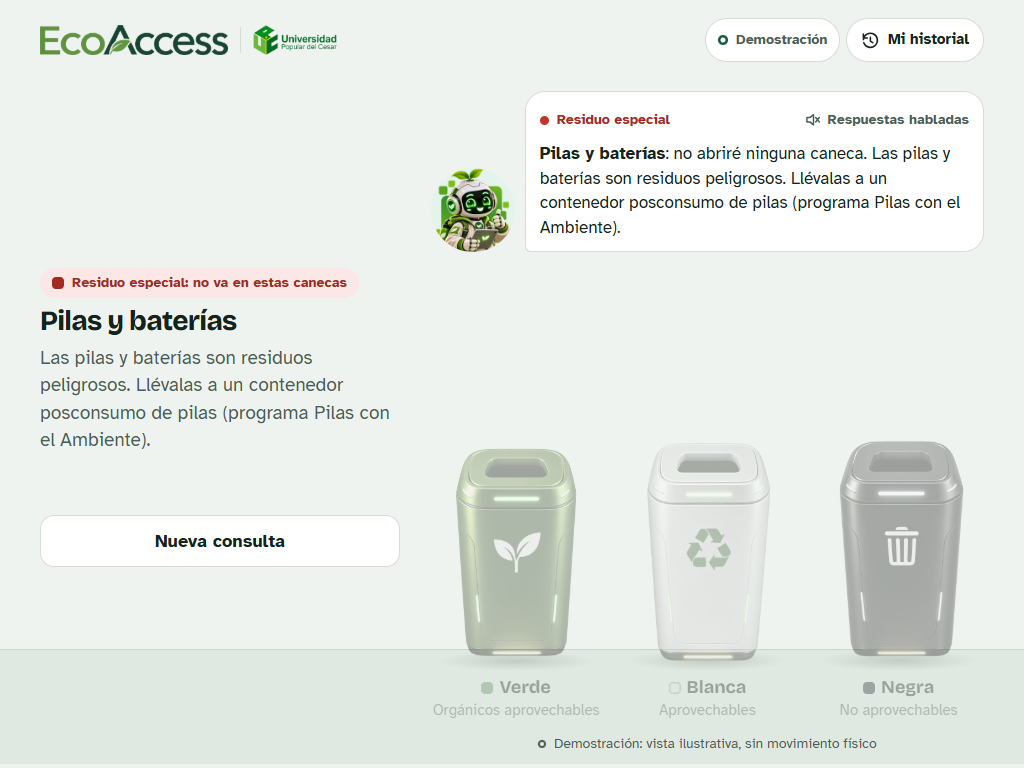 EcoAccess
Universidad
Popular del Cesar
Demostración
Mi historial
Residuo especial
Respuestas habladas
Pilas y baterías: no abriré ninguna caneca. Las pilas y
baterías son residuos peligrosos. Llévalas a un
contenedor posconsumo de pilas (programa Pilas con el
Ambiente).
Residuo especial: no va en estas canecas
Pilas y baterías
Las pilas y baterías son residuos
peligrosos. Llévalas a un contenedor
posconsumo de pilas (programa Pilas con
el Ambiente).
Nueva consulta
Verde
Orgánicos aprovechables
Blanca
Aprovechables
Negra
No aprovechables
Demostración: vista ilustrativa, sin movimiento físico